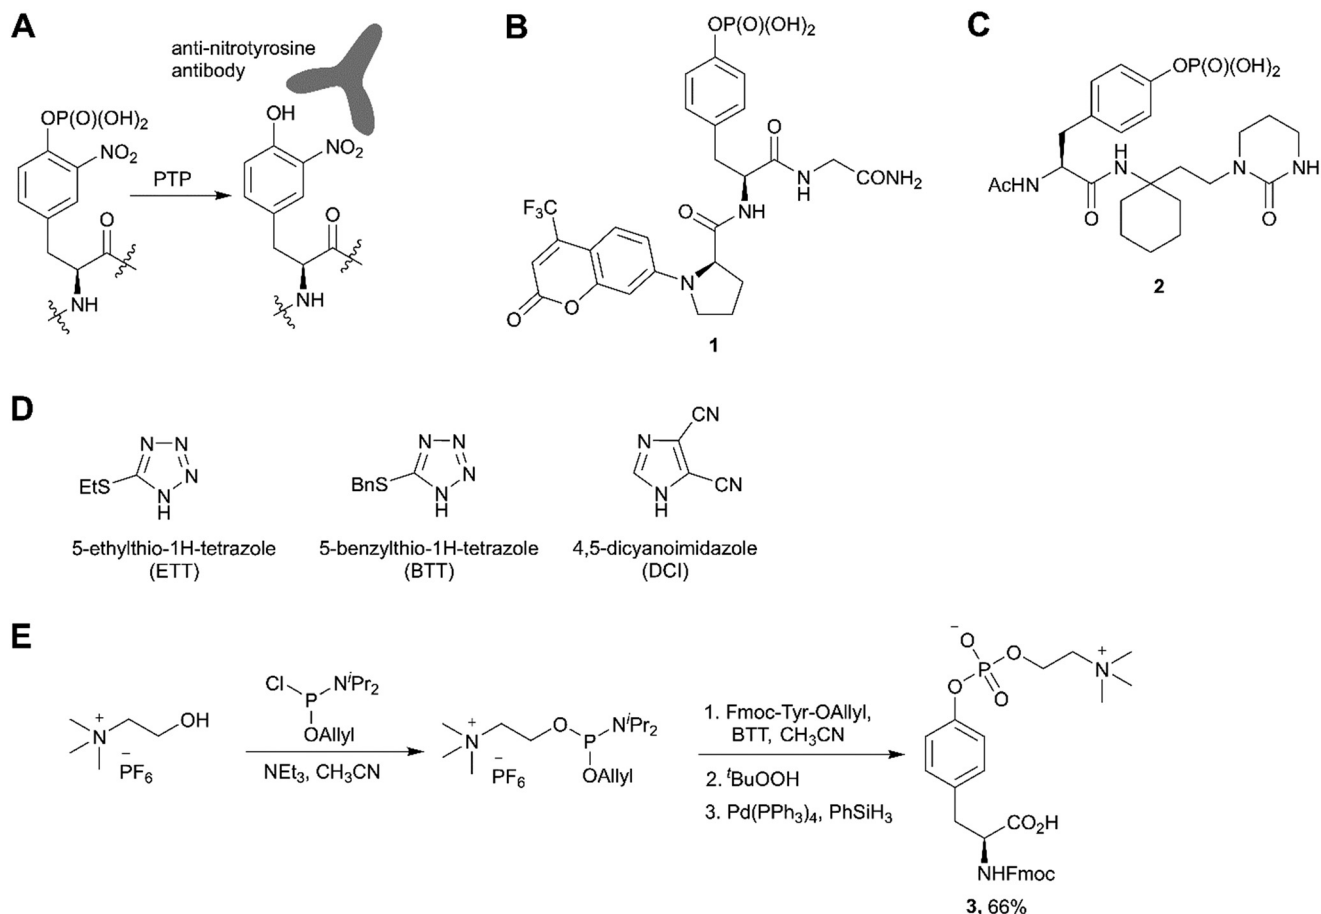 A
anti-nitrotyrosine
antibody
OP(O)(OH)2
NO2
O
NH
PTP
OH
NO2
O
NH
B
OP(O)(OH)2
O
N
H
CONH2
O
NH
F3C
N
O
O
1
C
OP(O)(OH)2
H
N
AcHN
O
N
NH
O
2
D
N
N
N
N
H
EtS
5-ethylthio-1H-tetrazole
(ETT)
N
N
N
N
H
BnS
5-benzylthio-1H-tetrazole
(BTT)
CN
N
CN
N
H
4,5-dicyanoimidazole
(DCI)
E
N
+
OH
−
PF6
Cl
P
NiPr2
OAllyl
NEt3, CH3CN
N
+
O
P
NiPr2
−
PF6
OAllyl
1. Fmoc-Tyr-OAllyl,
BTT, CH3CN
2. tBuOOH
3. Pd(PPh3)4, PhSiH3
−
O
O
P
O
O
N
+
CO2H
NHFmoc
3, 66%